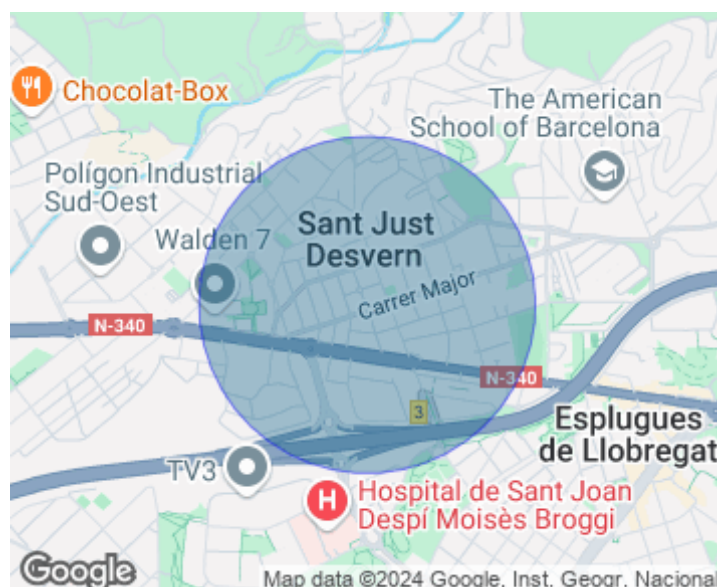 Chocolat-Box
The American
School of Barcelona
Polígon Industrial
Sud-Oest
Walden 7
Sant Just
Desvern
Carrer Major
N-340
N-340
3
Esplugues
de Llobregat
TV3
H
Hospital de Sant Joan
Despí Moisès Broggi
Google
Map data ©2024 Google, Inst. Geogr. Nacional